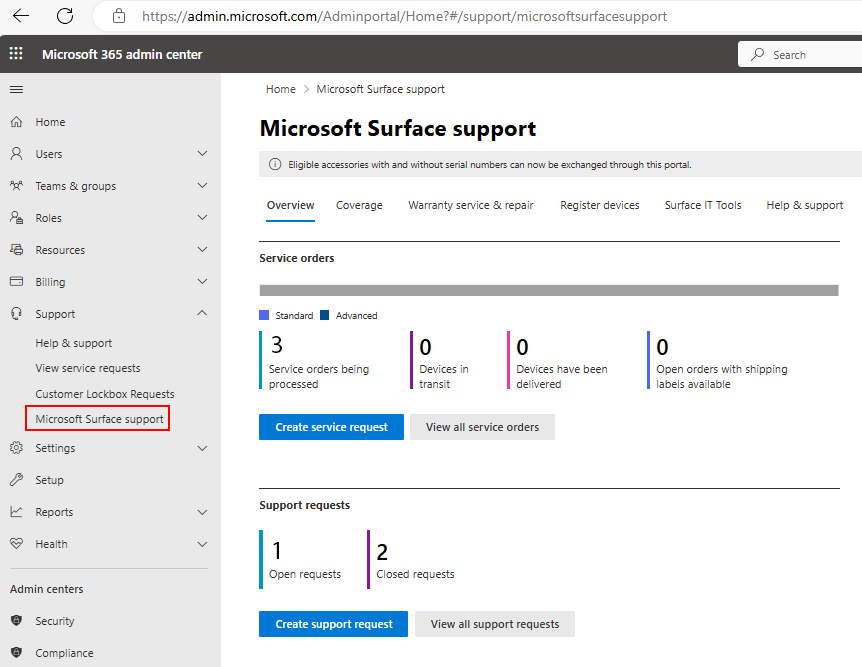 https://admin.microsoft.com/Adminportal/Home?#/support/microsoftsurfacesupport
Microsoft 365 admin center
Search
Home
Users
Teams & groups
Roles
Resources
Billing
Support
Help & support
View service requests
Customer Lockbox Requests
Microsoft Surface support
Settings
Setup
Reports
Health
Admin centers
Security
Compliance
Home > Microsoft Surface support
Microsoft Surface support
Eligible accessories with and without serial numbers can now be exchanged through this portal.
Overview Coverage Warranty service & repair Register devices Surface IT Tools Help & support
Service orders
Standard Advanced
3
Service orders being
processed
0
Devices in
transit
0
Devices have been
delivered
0
Open orders with shipping
labels available
Create service request View all service orders
Support requests
1
Open requests
2
Closed requests
Create support request View all support requests